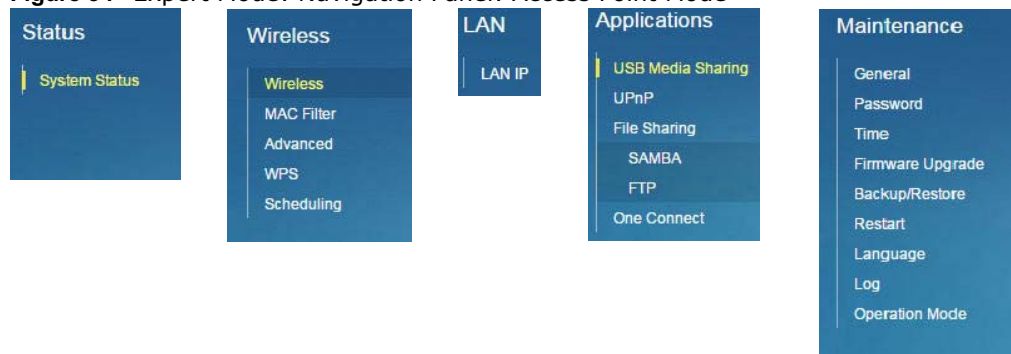 Status
System Status
Wireless
Wireless
MAC Filter
Advanced
WPS
Scheduling
LAN
LAN IP
Applications
USB Media Sharing
UPnP
File Sharing
SAMBA
FTP
One Connect
Maintenance
General
Password
Time
Firmware Upgrade
Backup/Restore
Restart
Language
Log
Operation Mode